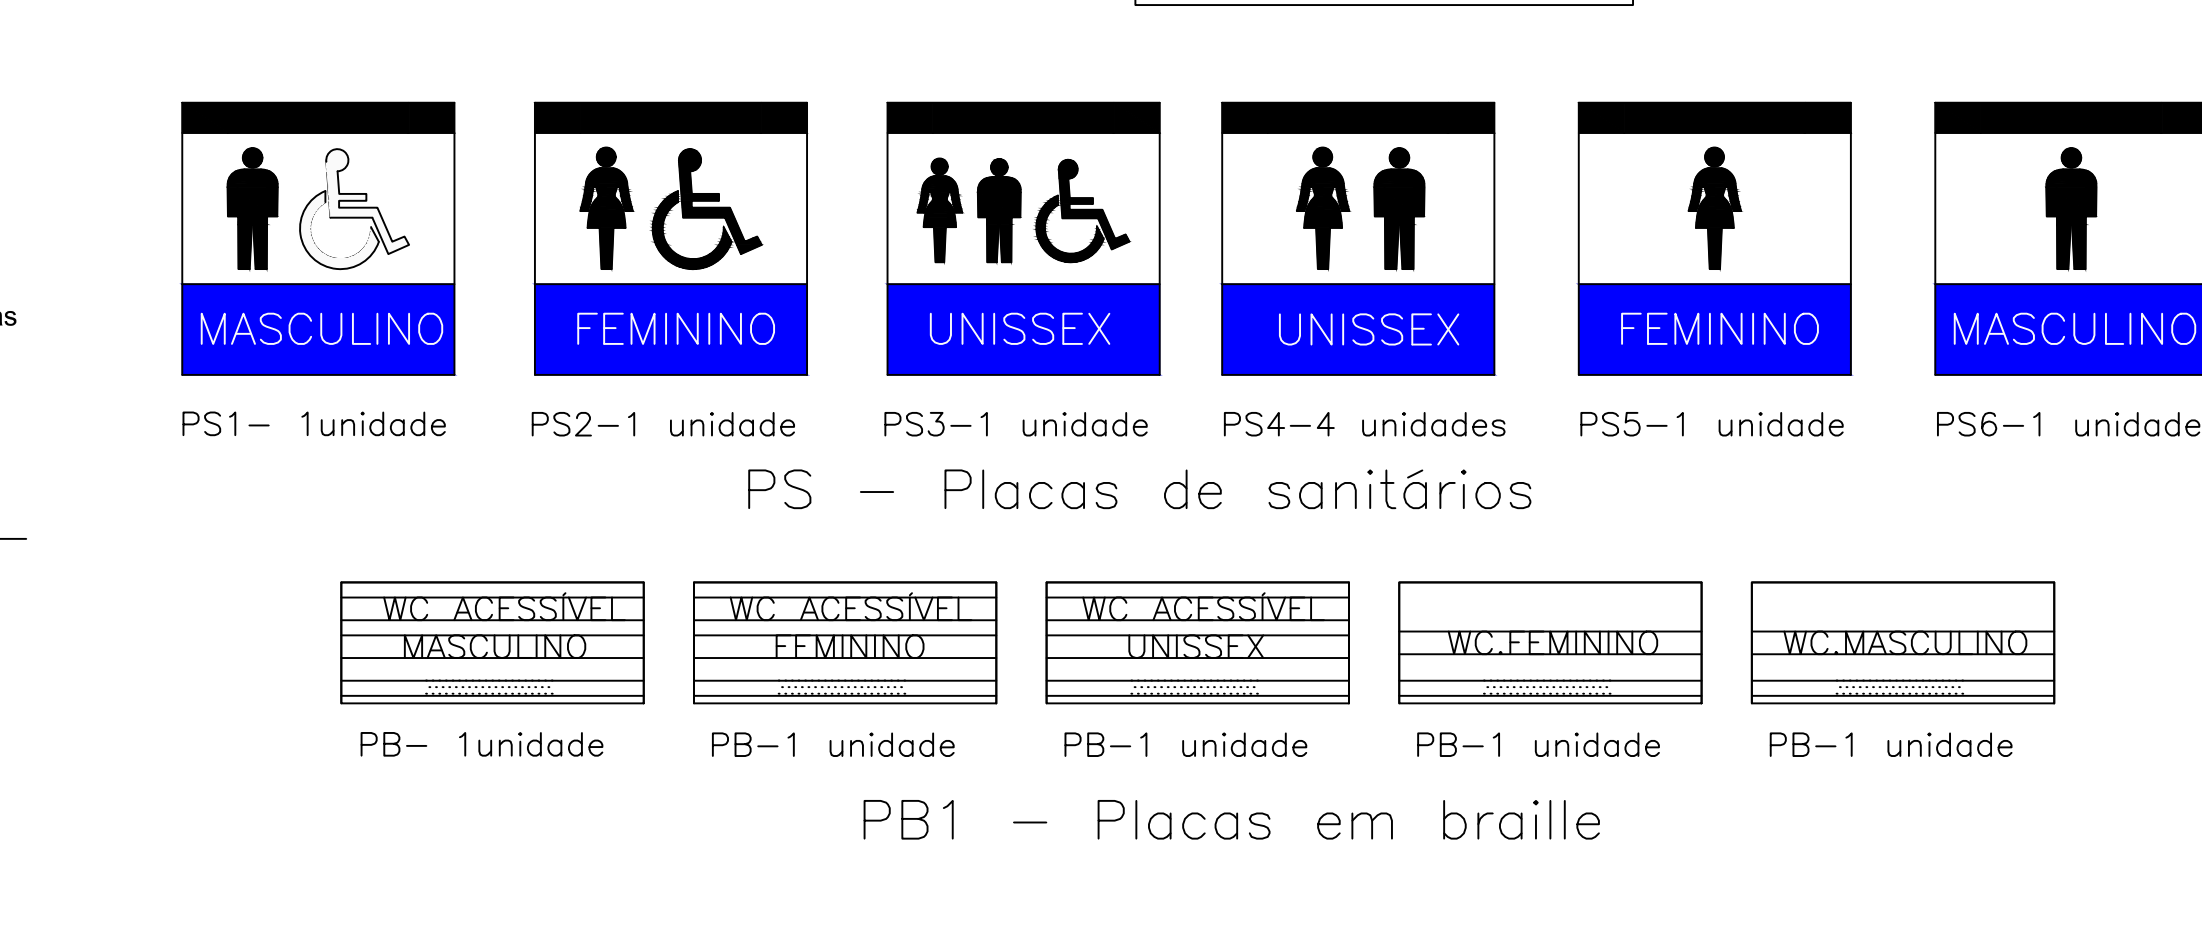 as
MASCULINO
FEMININO
UNISSEX
UNISSEX
FEMININO
MASCULINO
PS1- 1unidade
PS2-1 unidade
PS3-1 unidade
PS4-4 unidades
PS5-1 unidade
PS6-1 unidade
PS - Placas de sanitários
WC ACESSÍVEL
MASCULINO
WC ACESSÍVEL
FEMININO
WC ACESSÍVEL
UNISSEX
WC.FEMININO
WC.MASCULINO
PB- 1unidade
PB-1 unidade
PB-1 unidade
PB-1 unidade
PB-1 unidade
PB1 - Placas em braille